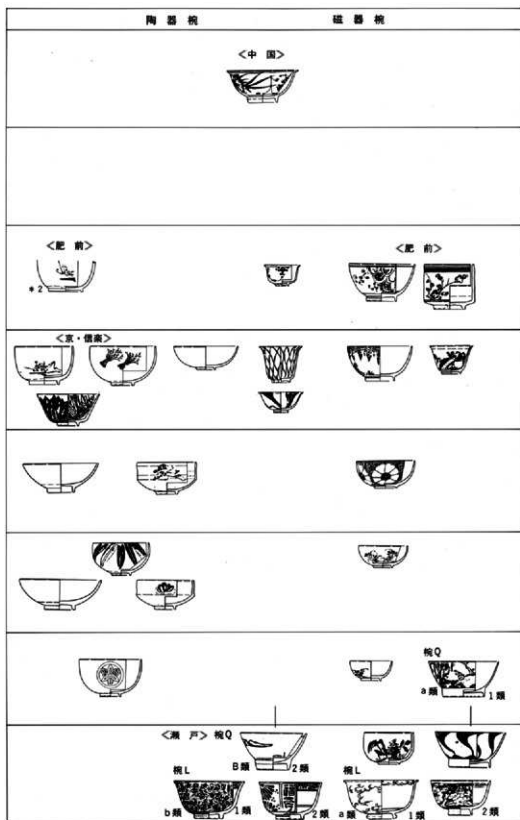 陶器椀 磁器椀
<中国>
<肥前> <肥前>
*2
<京・信楽>
椀Q
a類 1類
<瀬戸> 椀Q
B類 2類
椀L 椀L
b類 1類 2類 a類 1類 2類